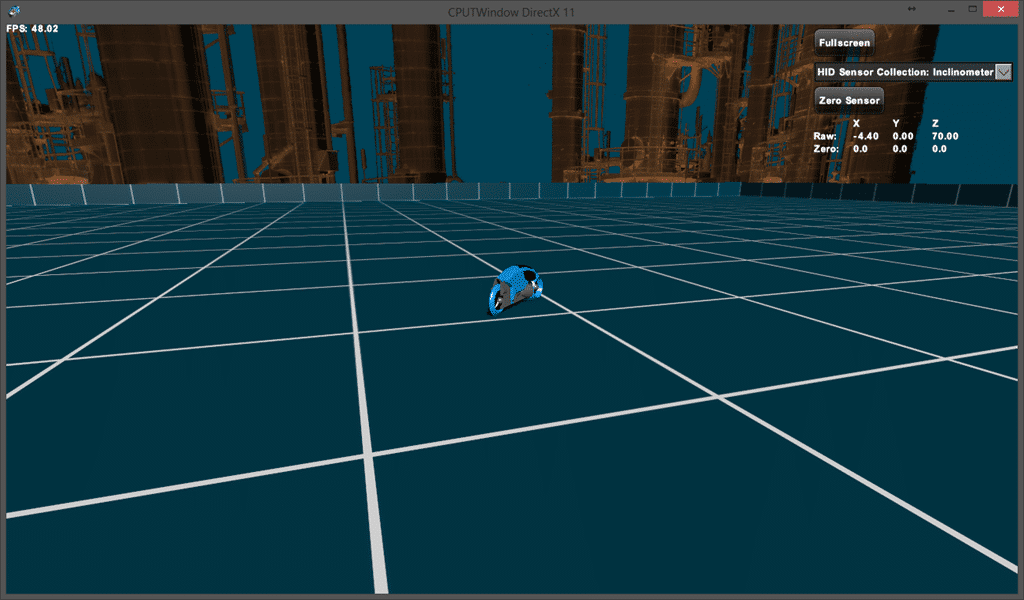 CPUTWindow DirectX 11
FPS: 48.02
Fullscreen
HID Sensor Collection: Inclinometer
Zero Sensor
X Y Z
Raw: -4.40 0.00 70.00
Zero: 0.0 0.0 0.0